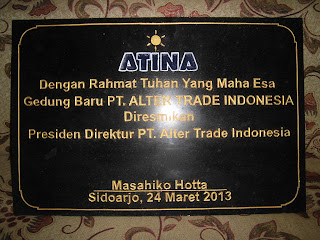 ATINA
Dengan Rahmat Tuhan Yang Maha Esa
Gedung Baru PT. ALTER TRADE INDONESIA
Diresmikan
Presiden Direktur PT. Alter Trade Indonesia
Masahiko Hotta
Sidoarjo, 24 Maret 2013